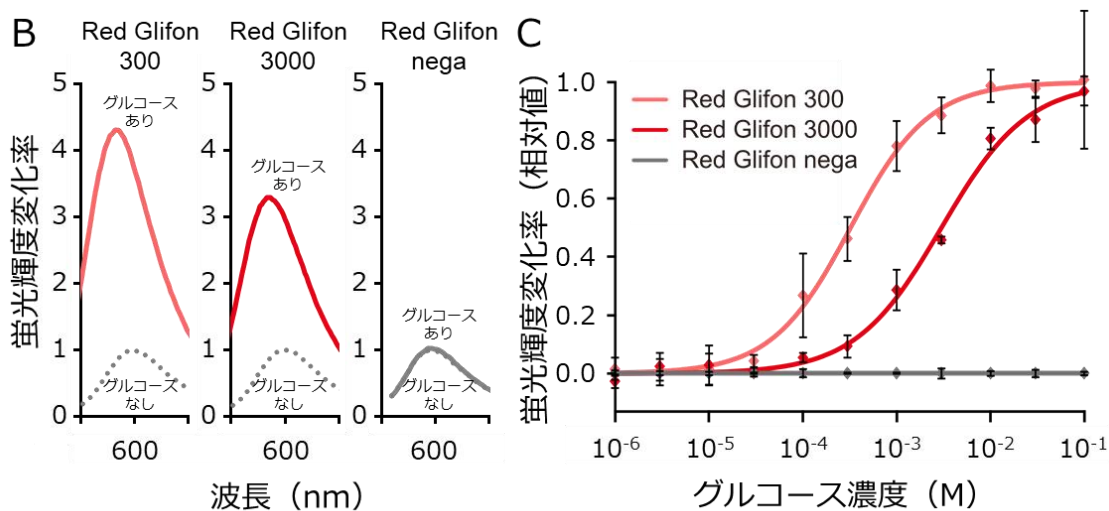 B
Red Glifon 300
Red Glifon 3000
Red Glifon nega
蛍光輝度変化率
5
4
3
2
1
0
グルコースあり
グルコースなし
600
5
4
3
2
1
0
グルコースあり
グルコースなし
600
5
4
3
2
1
0
グルコースあり
グルコースなし
600
波長（nm）
C
蛍光輝度変化率（相対値）
1.0
0.8
0.6
0.4
0.2
0.0
Red Glifon 300
Red Glifon 3000
Red Glifon nega
10⁻⁶
10⁻⁵
10⁻⁴
10⁻³
10⁻²
10⁻¹
グルコース濃度（M）